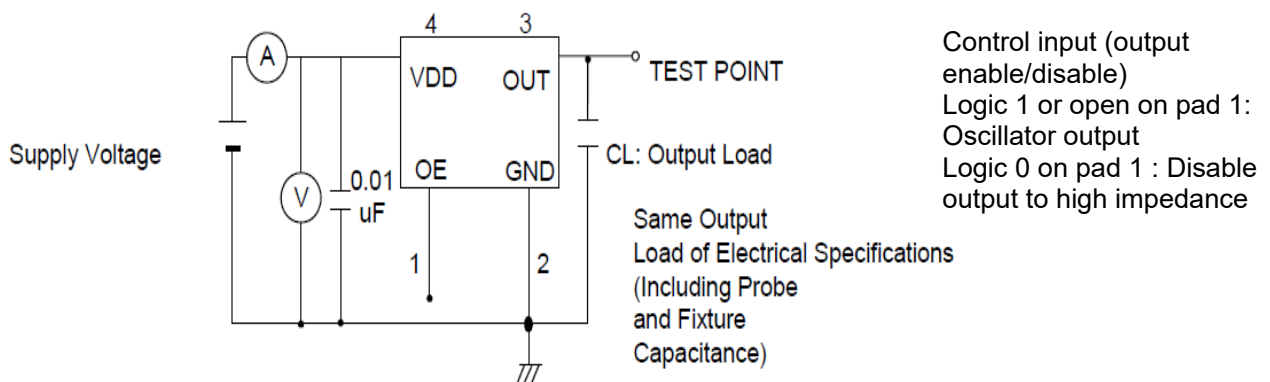 4
3
A
VDD
OUT
TEST POINT
Supply Voltage
V
0.01
uF
OE
GND
CL: Output Load
1
2
Same Output
Load of Electrical Specifications
(Including Probe
and Fixture
Capacitance)
Control input (output
enable/disable)
Logic 1 or open on pad 1:
Oscillator output
Logic 0 on pad 1 : Disable
output to high impedance